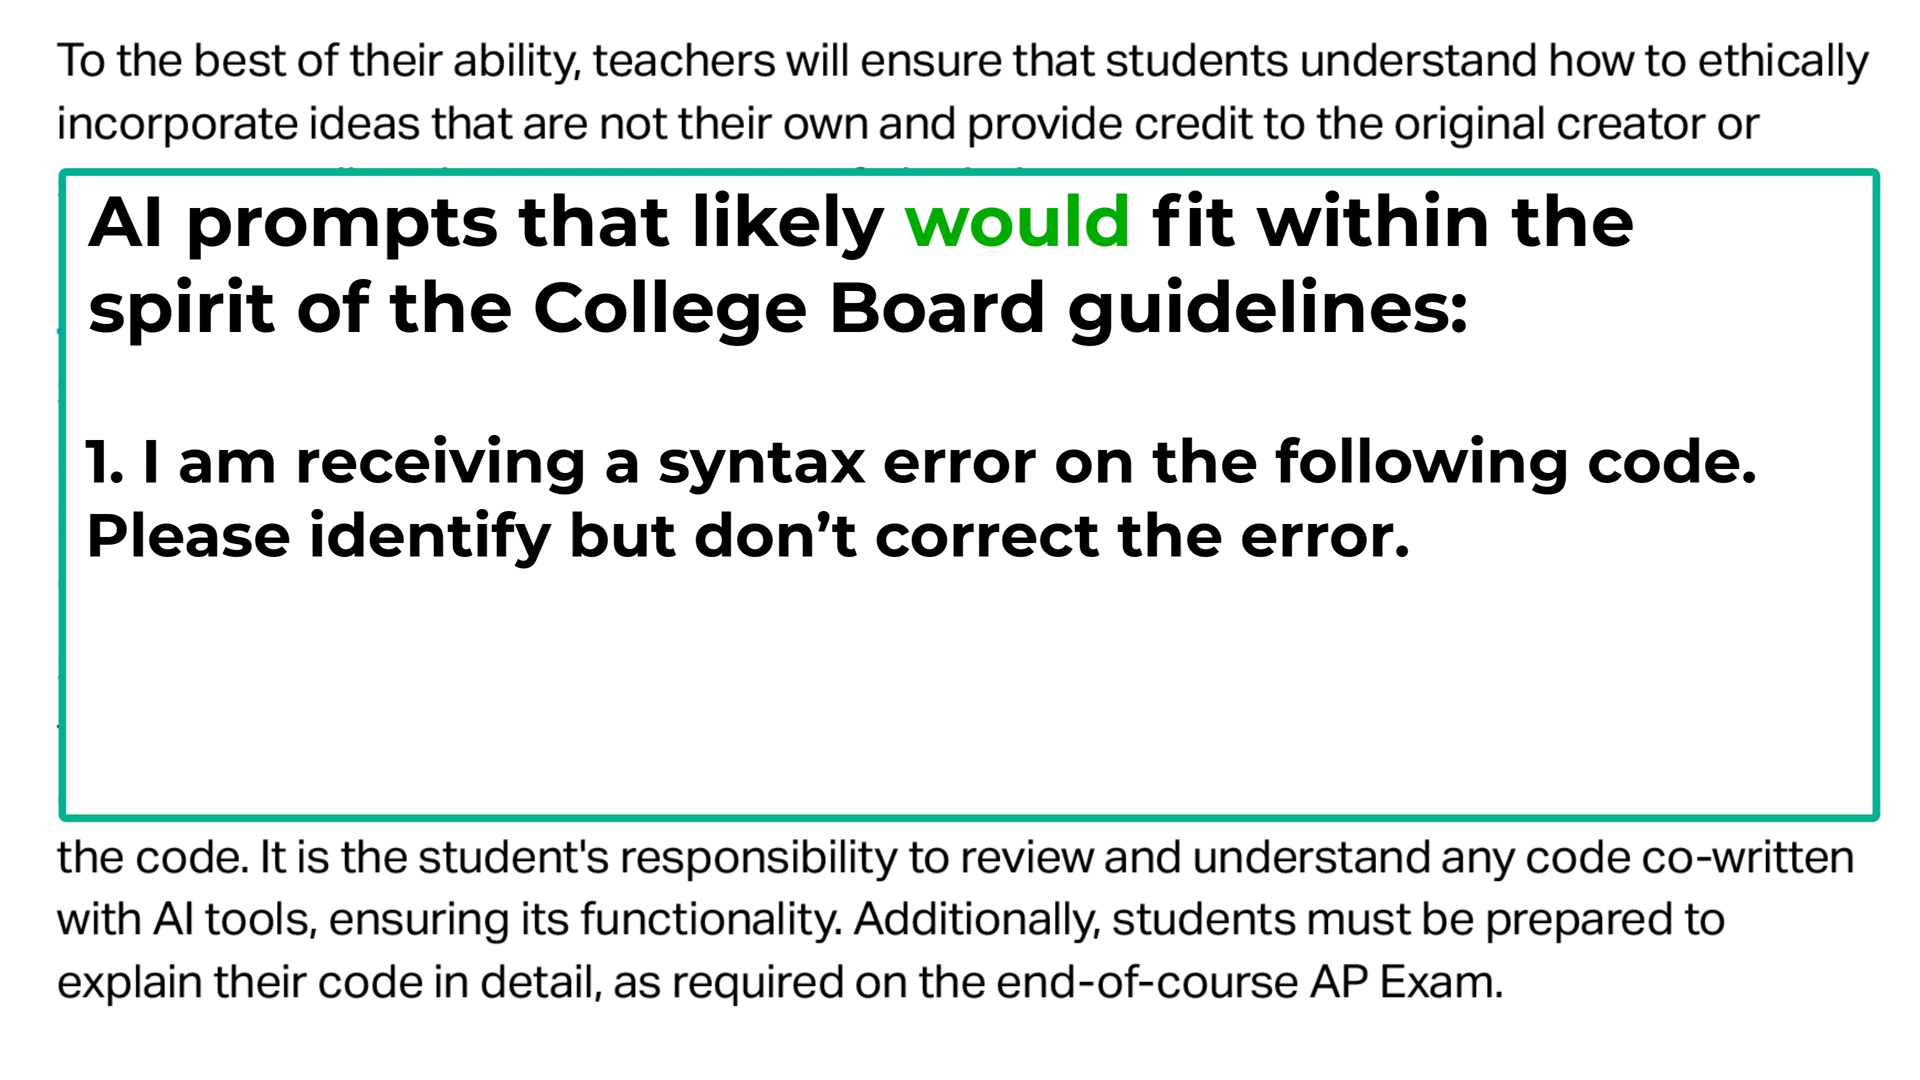 To the best of their ability, teachers will ensure that students understand how to ethically
incorporate ideas that are not their own and provide credit to the original creator or
AI prompts that likely would fit within the
spirit of the College Board guidelines:
1. I am receiving a syntax error on the following code.
Please identify but don’t correct the error.
the code. It is the student's responsibility to review and understand any code co-written
with AI tools, ensuring its functionality. Additionally, students must be prepared to
explain their code in detail, as required on the end-of-course AP Exam.